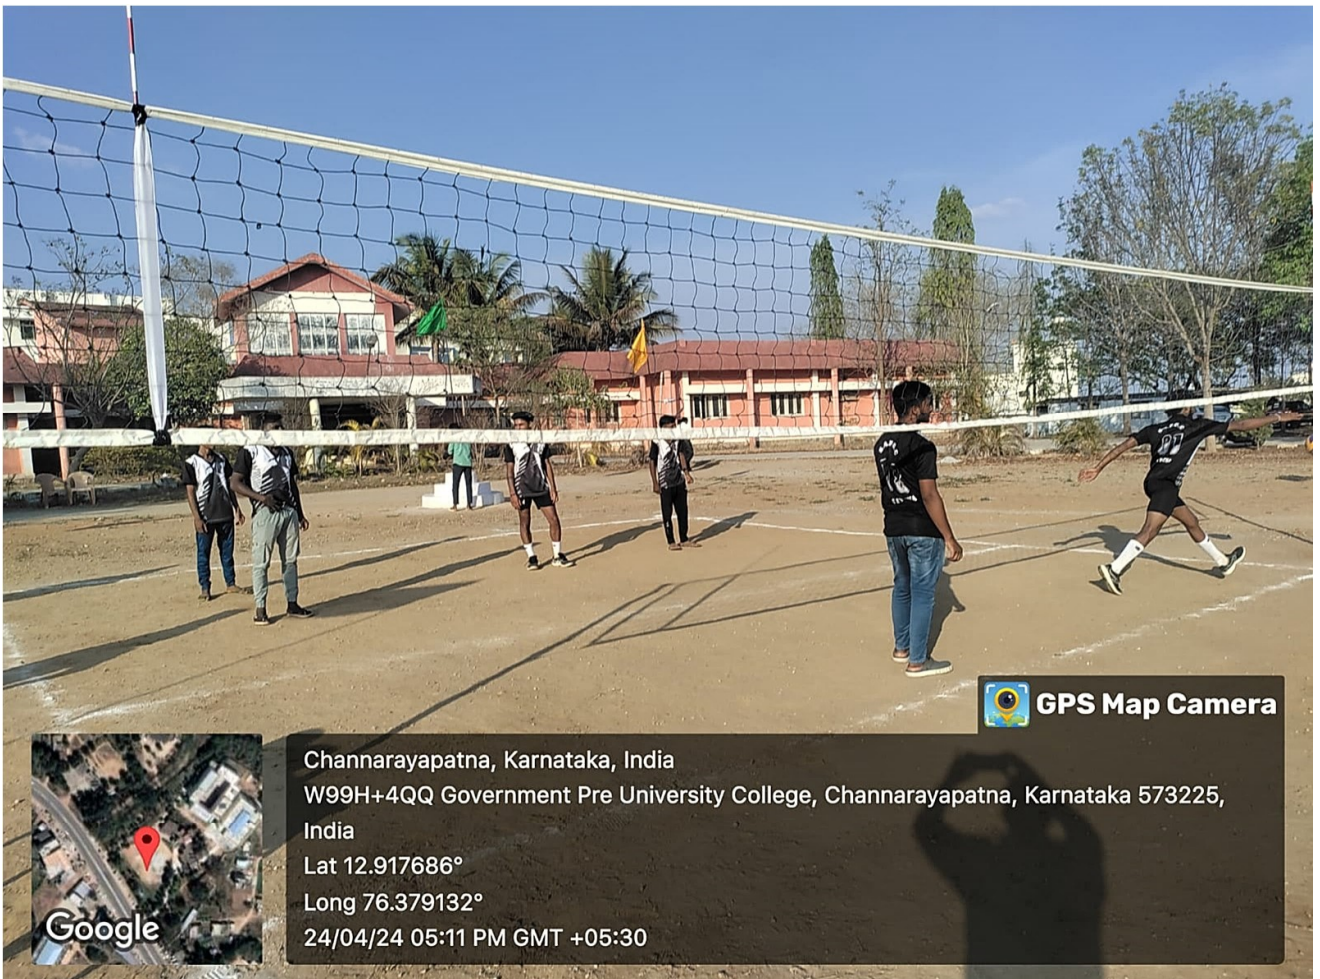 11
GPS Map Camera
Channarayapatna, Karnataka, India
W99H+4QQ Government Pre University College, Channarayapatna, Karnataka 573225,
India
Lat 12.917686°
Long 76.379132°
24/04/24 05:11 PM GMT +05:30
Google